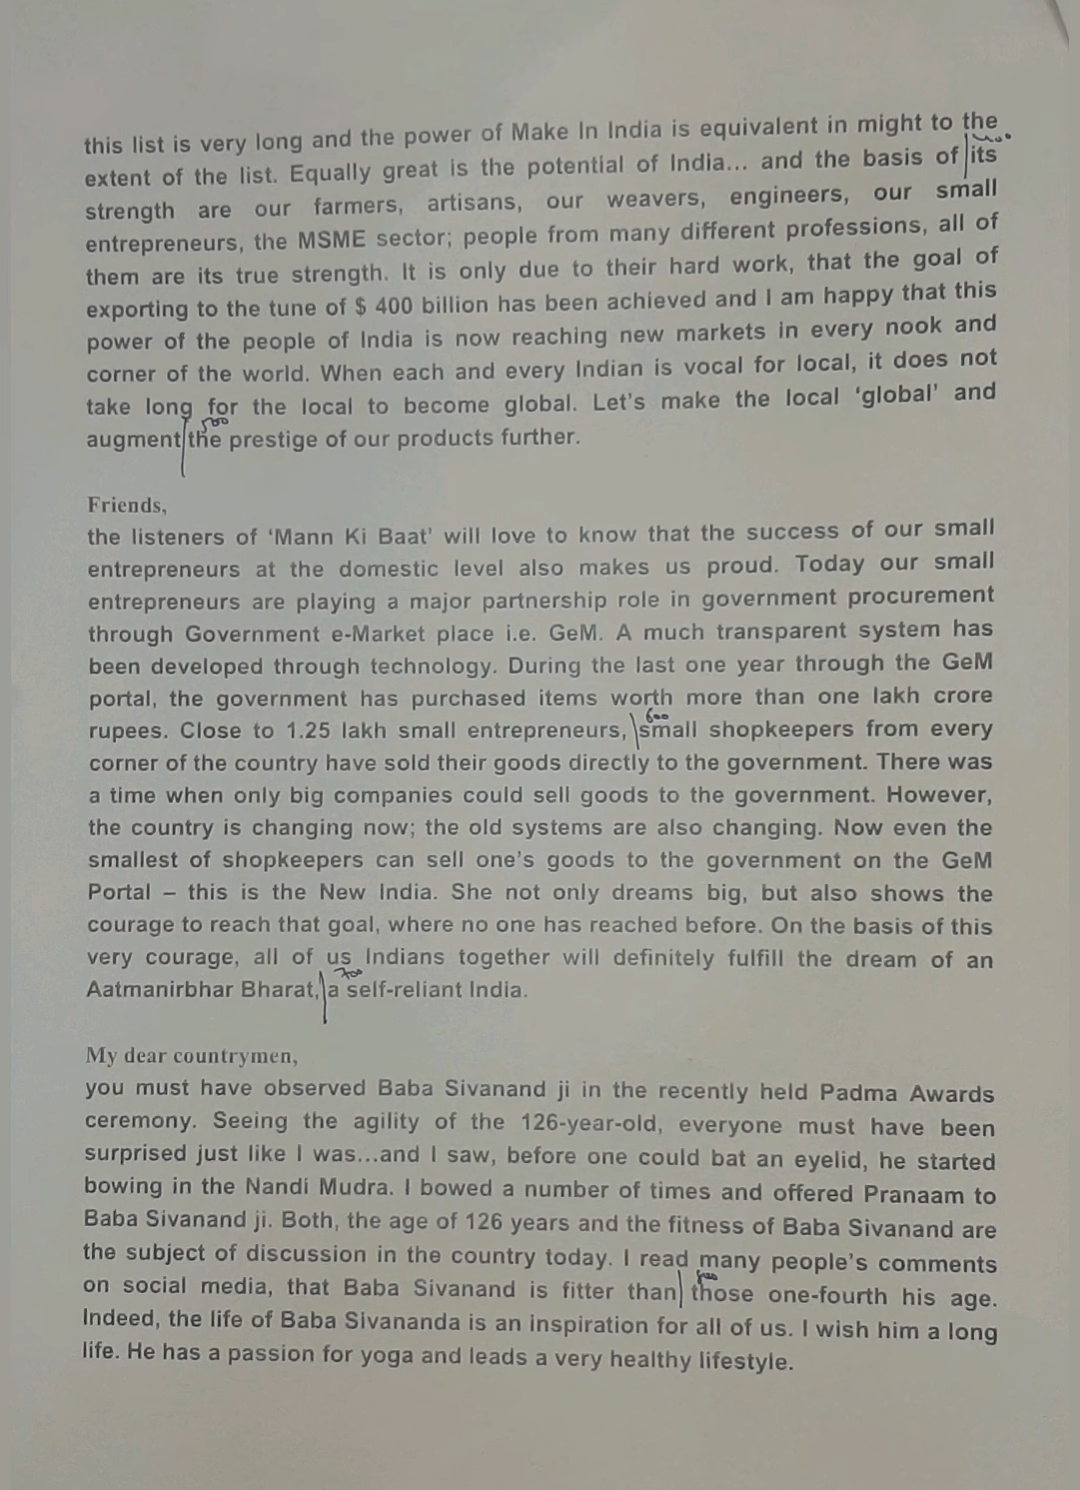 this list is very long and the power of Make In India is equivalent in might to the
400
extent of the list. Equally great is the potential of India... and the basis of its
strength are our farmers, artisans, our weavers, engineers, our small
entrepreneurs, the MSME sector; people from many different professions, all of
them are its true strength. It is only due to their hard work, that the goal of
exporting to the tune of $ 400 billion has been achieved and I am happy that this
power of the people of India is now reaching new markets in every nook and
corner of the world. When each and every Indian is vocal for local, it does not
take long for the local to become global. Let's make the local 'global' and
500
augment the prestige of our products further.
Friends,
the listeners of 'Mann Ki Baat' will love to know that the success of our small
entrepreneurs at the domestic level also makes us proud. Today our small
entrepreneurs are playing a major partnership role in government procurement
through Government e-Market place i.e. GeM. A much transparent system has
been developed through technology. During the last one year through the GeM
portal, the government has purchased items worth more than one lakh crore
600
rupees. Close to 1.25 lakh small entrepreneurs, small shopkeepers from every
corner of the country have sold their goods directly to the government. There was
a time when only big companies could sell goods to the government. However,
the country is changing now; the old systems are also changing. Now even the
smallest of shopkeepers can sell one's goods to the government on the GeM
Portal – this is the New India. She not only dreams big, but also shows the
courage to reach that goal, where no one has reached before. On the basis of this
very courage, all of us Indians together will definitely fulfill the dream of an
700
Aatmanirbhar Bharat, a self-reliant India.
My dear countrymen,
you must have observed Baba Sivanand ji in the recently held Padma Awards
ceremony. Seeing the agility of the 126-year-old, everyone must have been
surprised just like I was...and I saw, before one could bat an eyelid, he started
bowing in the Nandi Mudra. I bowed a number of times and offered Pranaam to
Baba Sivanand ji. Both, the age of 126 years and the fitness of Baba Sivanand are
the subject of discussion in the country today. I read many people's comments
800
on social media, that Baba Sivanand is fitter than those one-fourth his age.
Indeed, the life of Baba Sivananda is an inspiration for all of us. I wish him a long
life. He has a passion for yoga and leads a very healthy lifestyle.